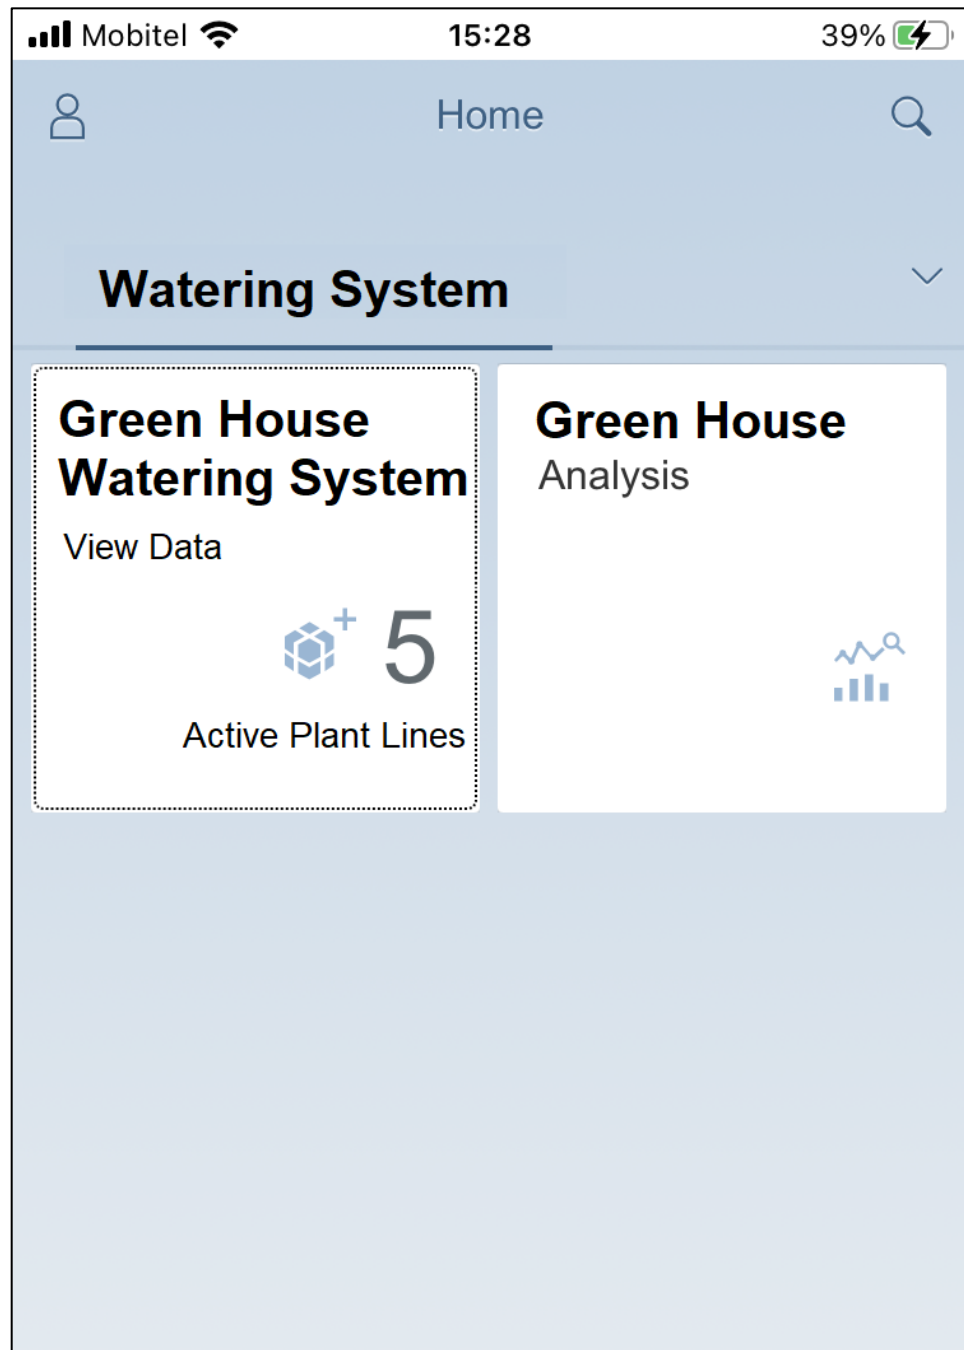 Mobitel 15:28 39%
Home
Watering System
Green House
Watering System
View Data
5
Active Plant Lines
Green House
Analysis